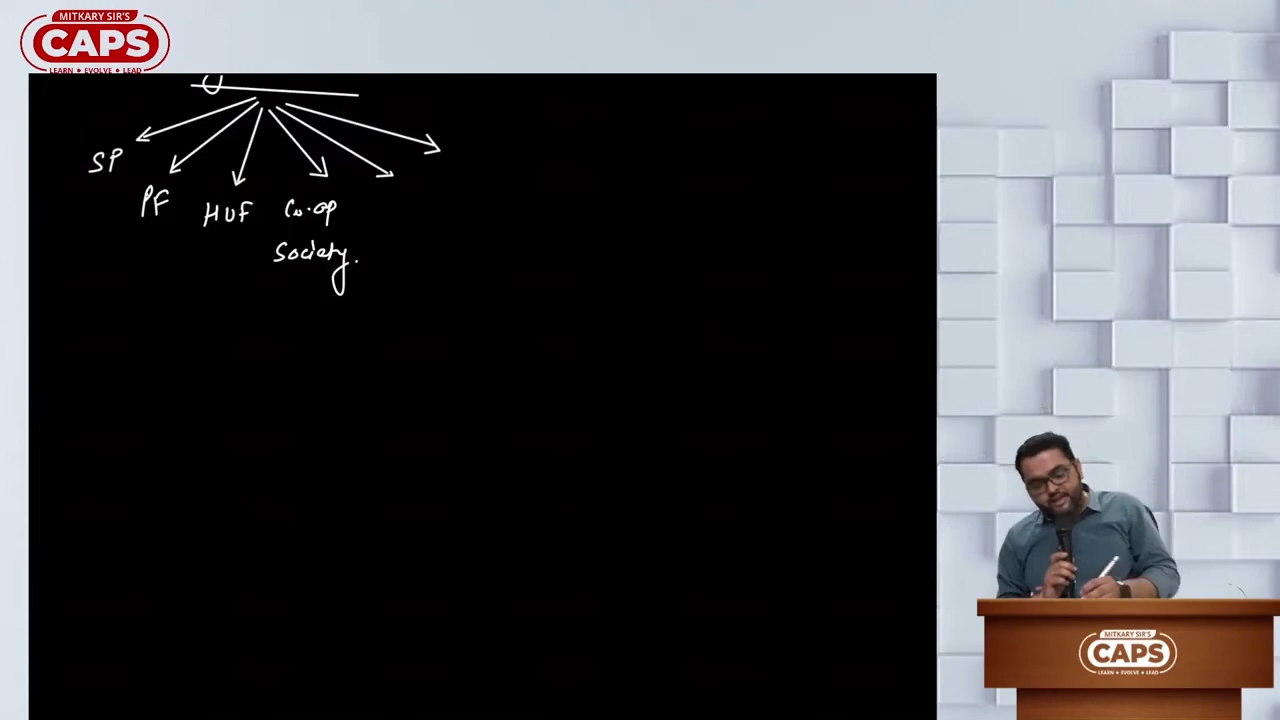 MITKARY SIR'S
CAPS
LEARN • EVOLVE • LEAD
SP
PF
HUF
Co-op
Society.
MITKARY SIR'S
CAPS
LEARN • EVOLVE • LEAD